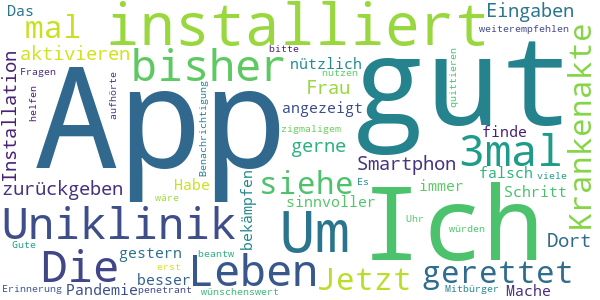 Das mal installiert Eingaben
weiterempfehlen
aktivieren bisher nützlich bitte
Fragen App gut Krankenakte
Installation helfen aufhörte Benachrichtigung Frau nutzen quittieren
angezeigt
zigmaligem finde
gerne 3mal
Smartphon falsch viele
zurückgeben Habe siehe Es immer Schritt
wäre sinnvoller
Uniklinik bekämpfen Um Ich Uhr würden Dort
Gute gestern beantw
Die erst Leben Jetzt gerettet
besser Mitbürger
Erinnerung Pandemie penetrant wünschenswert Mache